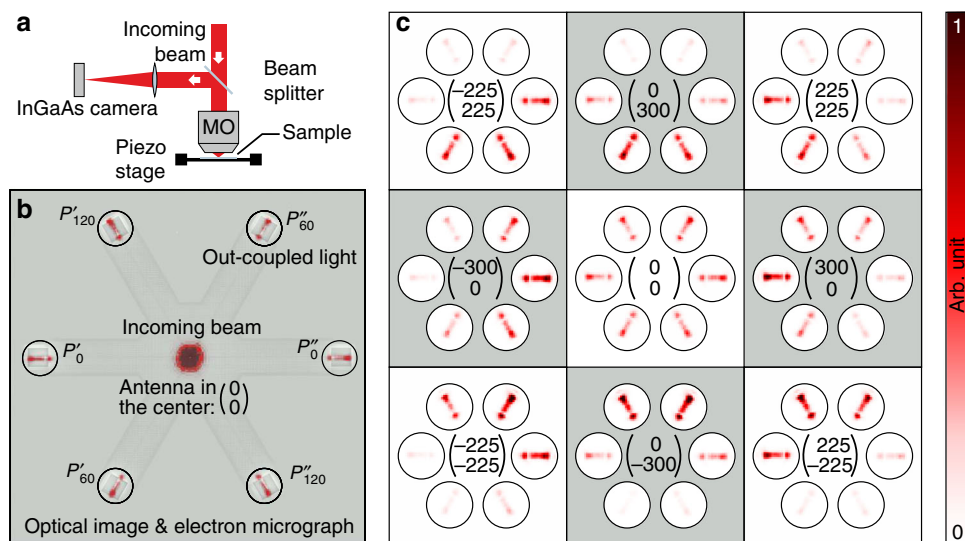 a
Incoming
beam
Beam
splitter
InGaAs camera
MO
Sample
Piezo
stage
b
P′120
P″60
Out-coupled light
Incoming beam
P′0
P″0
Antenna in
the center: (0
0)
P′60
P″120
Optical image & electron micrograph
c
(–225
225)
(0
300)
(225
225)
(–300
0)
(0
0)
(300
0)
(–225
–225)
(0
–300)
(225
–225)
1
Arb. unit
0